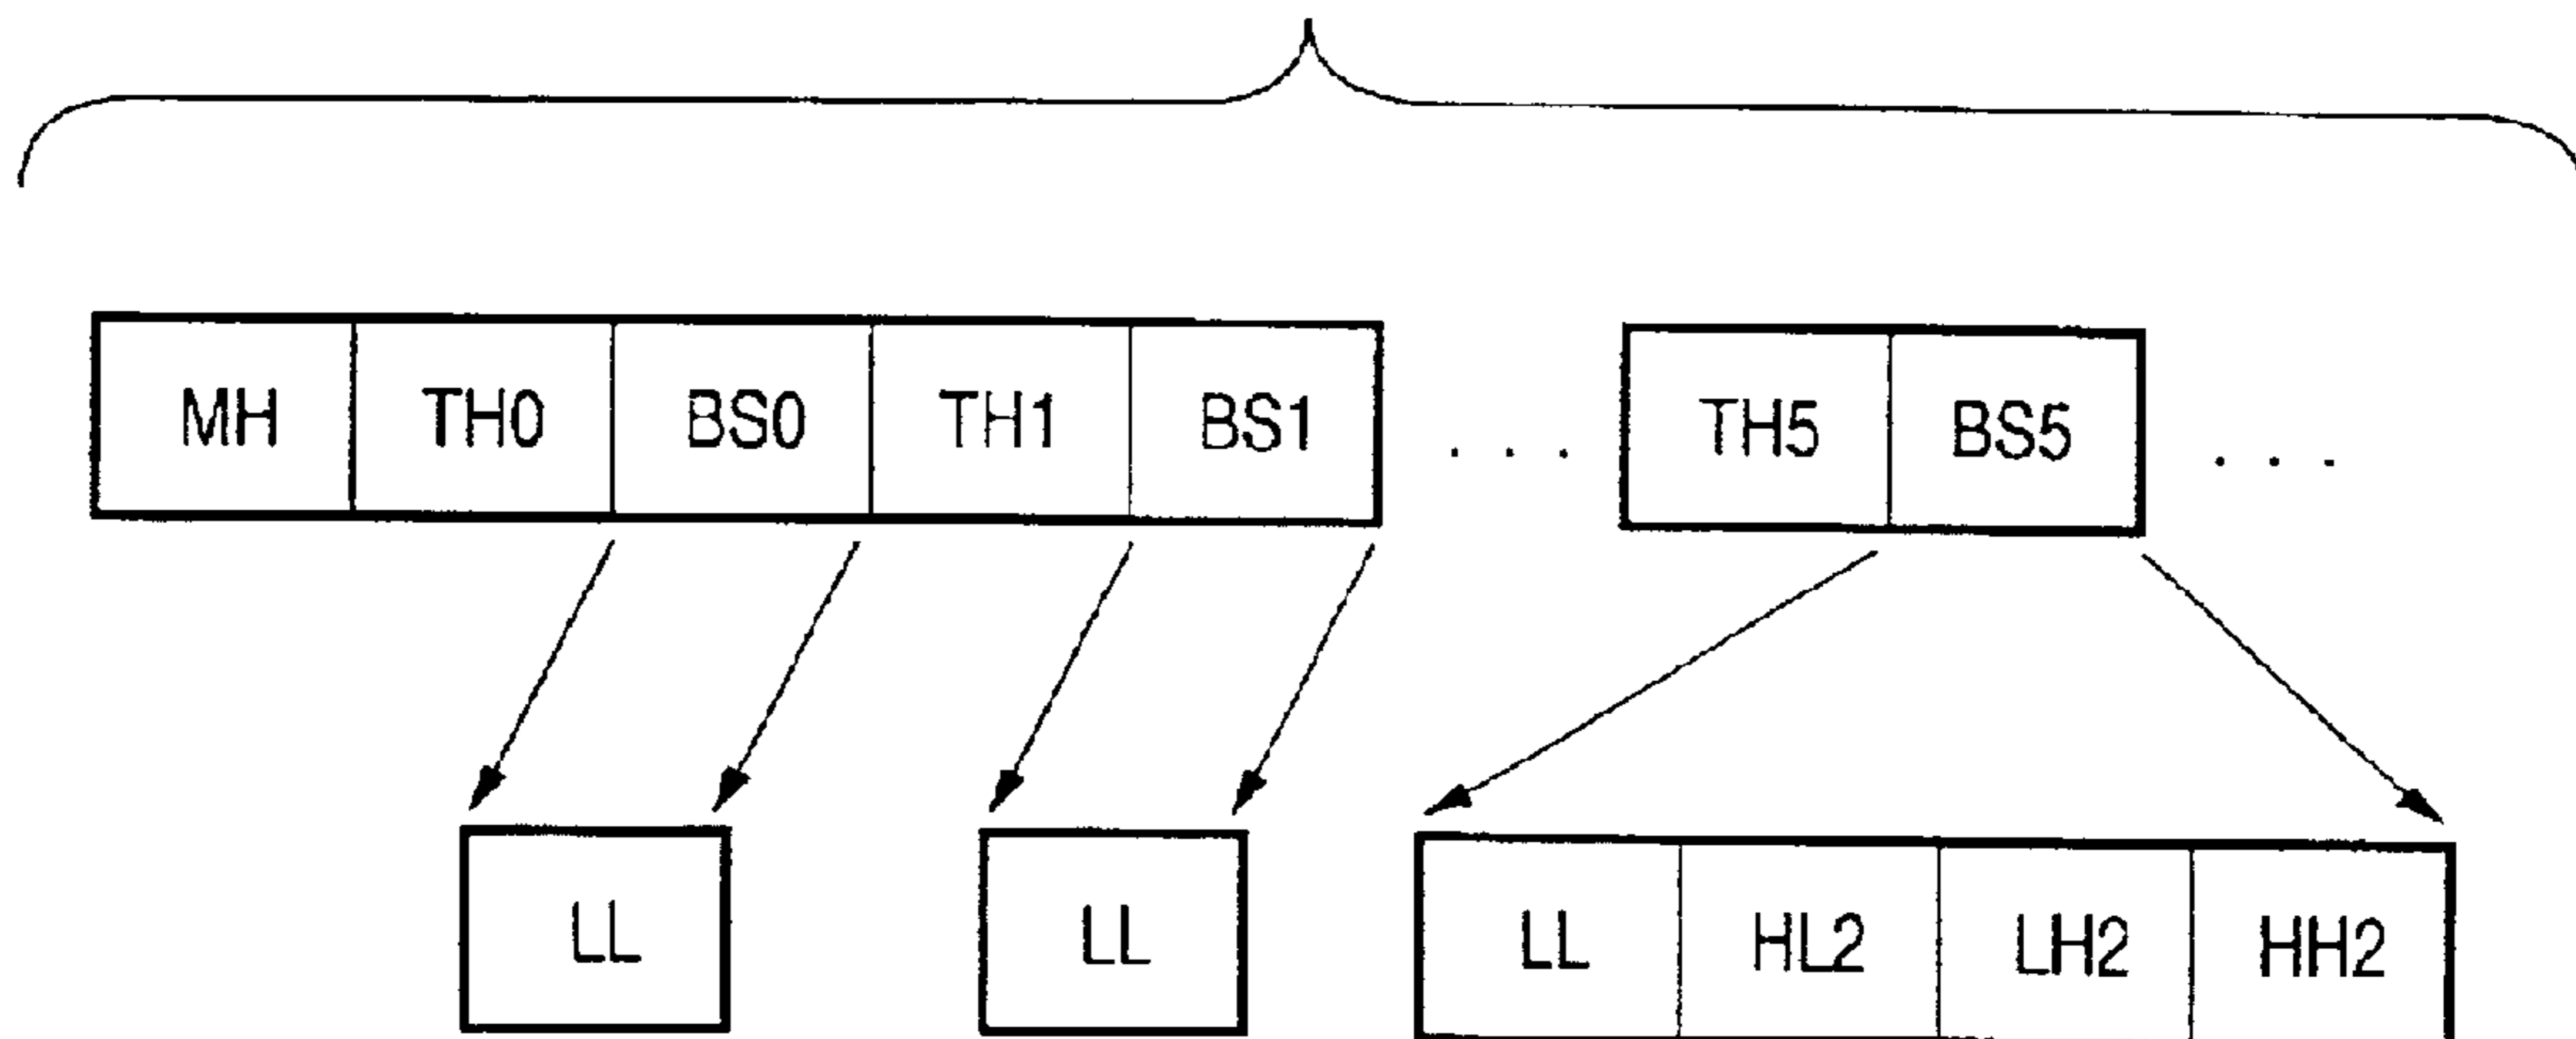 MH TH0 BS0 TH1 BS1 . . . TH5 BS5 . . .
LL LL LL HL2 LH2 HH2